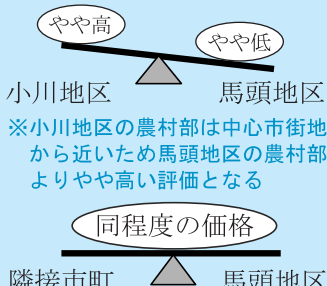 やや高 やや低
小川地区 馬頭地区
※小川地区の農村部は中心市街地
から近いため馬頭地区の農村部
よりやや高い評価となる
同程度の価格
隣接市町 馬頭地区